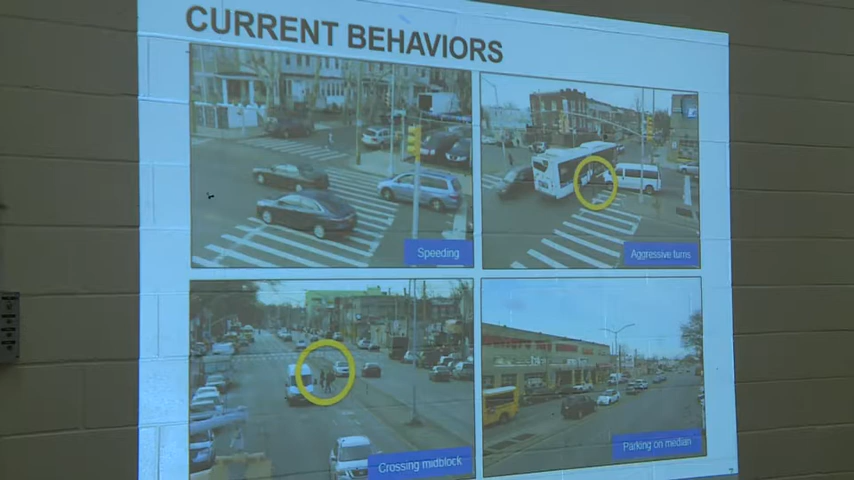 CURRENT BEHAVIORS
Speeding
Aggressive turns
Crossing midblock
Parking on median